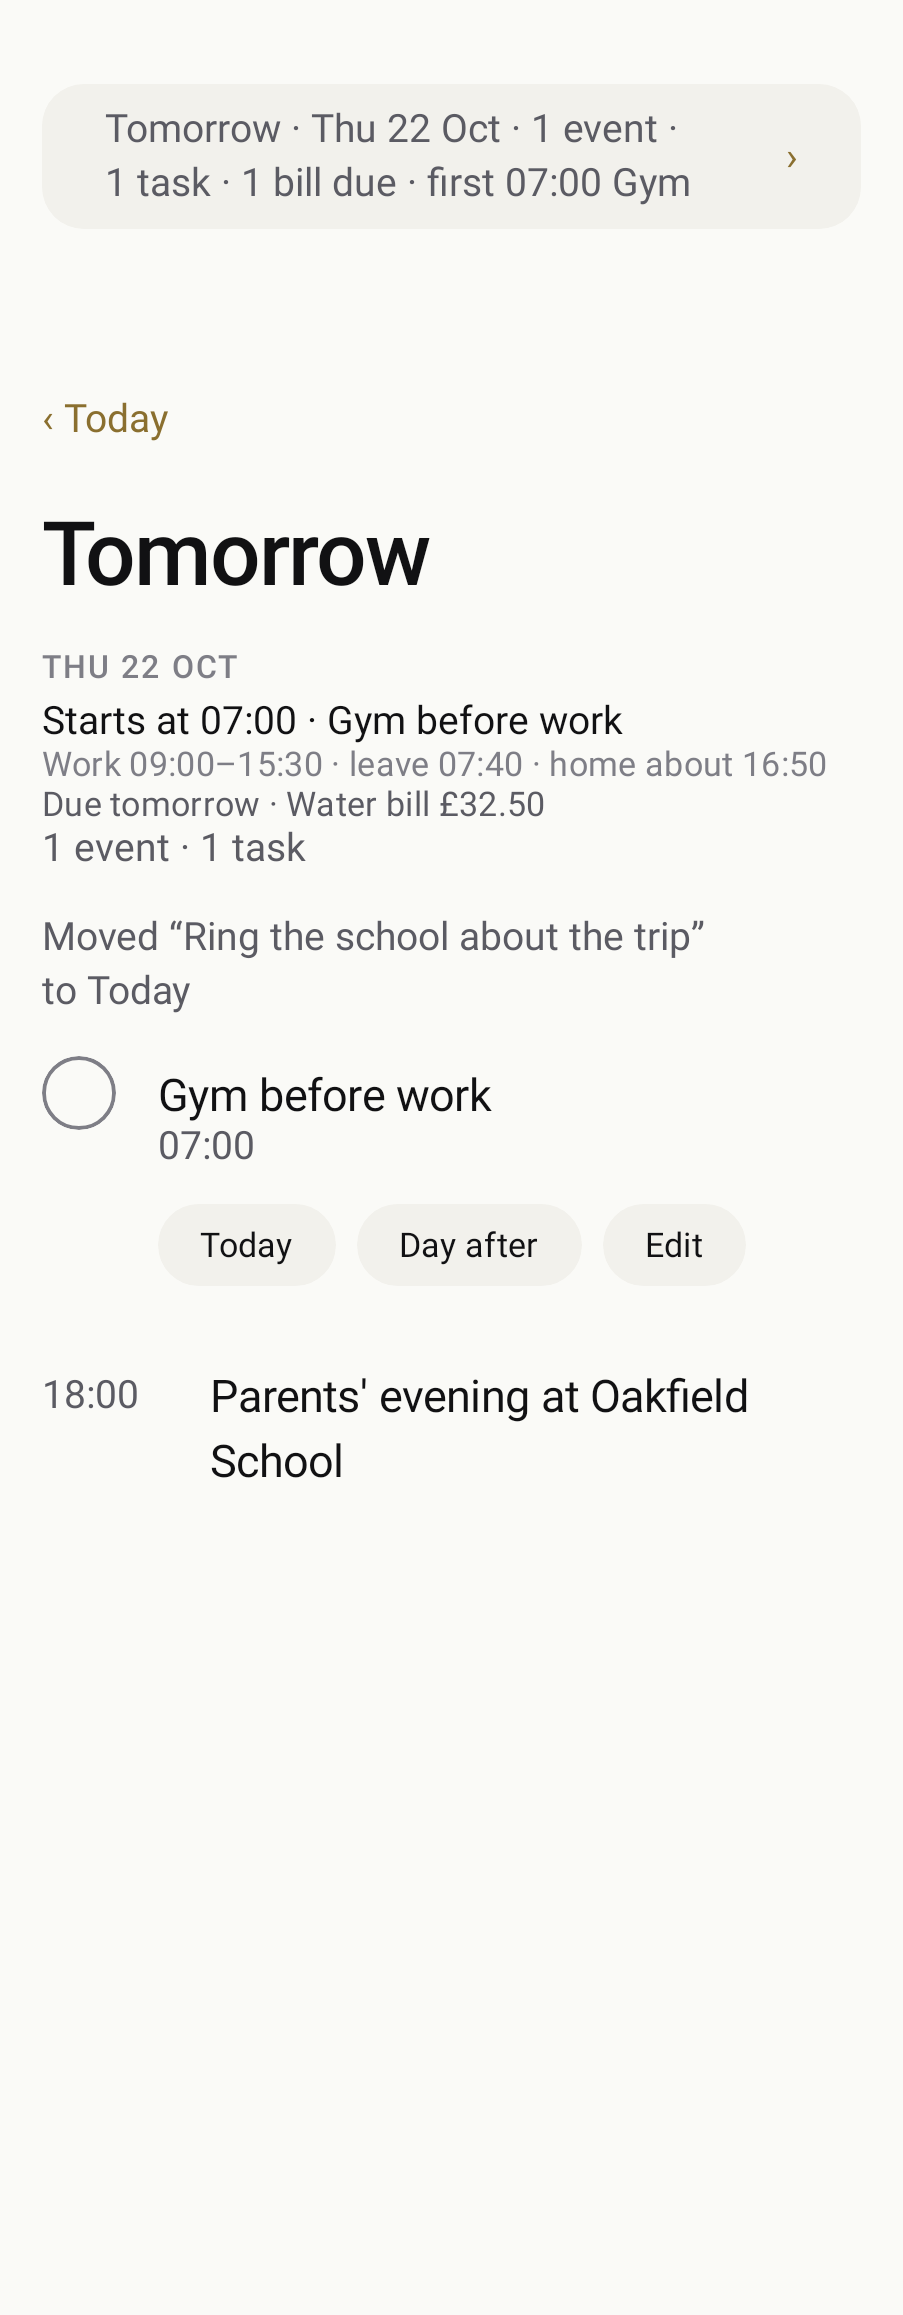 Tomorrow · Thu 22 Oct · 1 event ·
1 task · 1 bill due · first 07:00 Gym
›
‹ Today
Tomorrow
THU 22 OCT
Starts at 07:00 · Gym before work
Work 09:00–15:30 · leave 07:40 · home about 16:50
Due tomorrow · Water bill £32.50
1 event · 1 task
Moved “Ring the school about the trip”
to Today
Gym before work
07:00
Today Day after Edit
18:00 Parents' evening at Oakfield
School